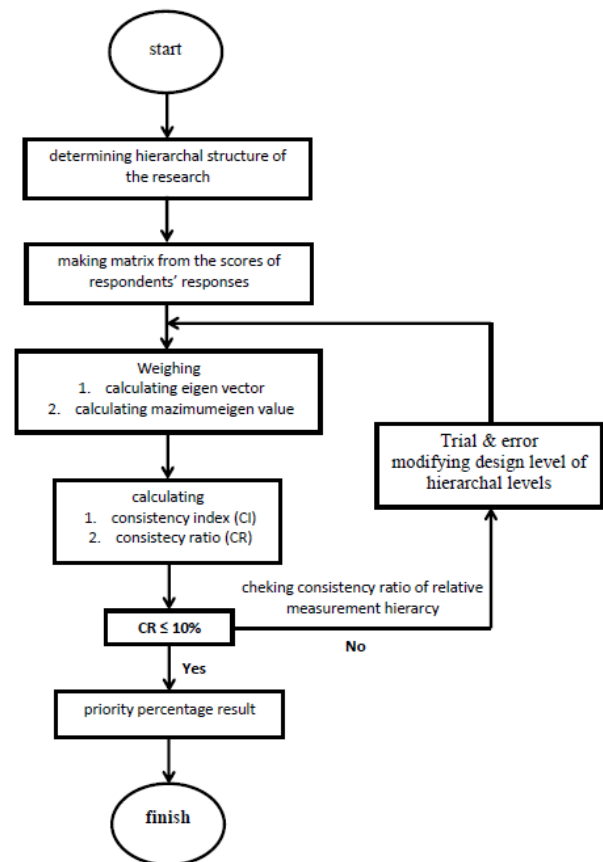 start
determining hierarchal structure of
the research
making matrix from the scores of
respondents' responses
Weighing
1. calculating eigen vector
2. calculating mazimumeigen value
Trial & error
modifying design level of
hierarchal levels
calculating
1. consistency index (CI)
2. consistecy ratio (CR)
cheking consistency ratio of relative
measurement hierarcy
CR ≤ 10%
No
Yes
priority percentage result
finish